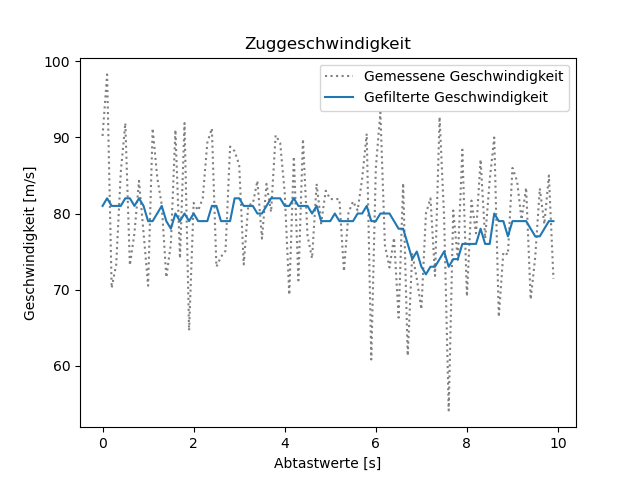 Zuggeschwindigkeit
Gemessene Geschwindigkeit
Gefilterte Geschwindigkeit
Geschwindigkeit [m/s]
100
90
80
70
60
0 2 4 6 8 10
Abtastwerte [s]